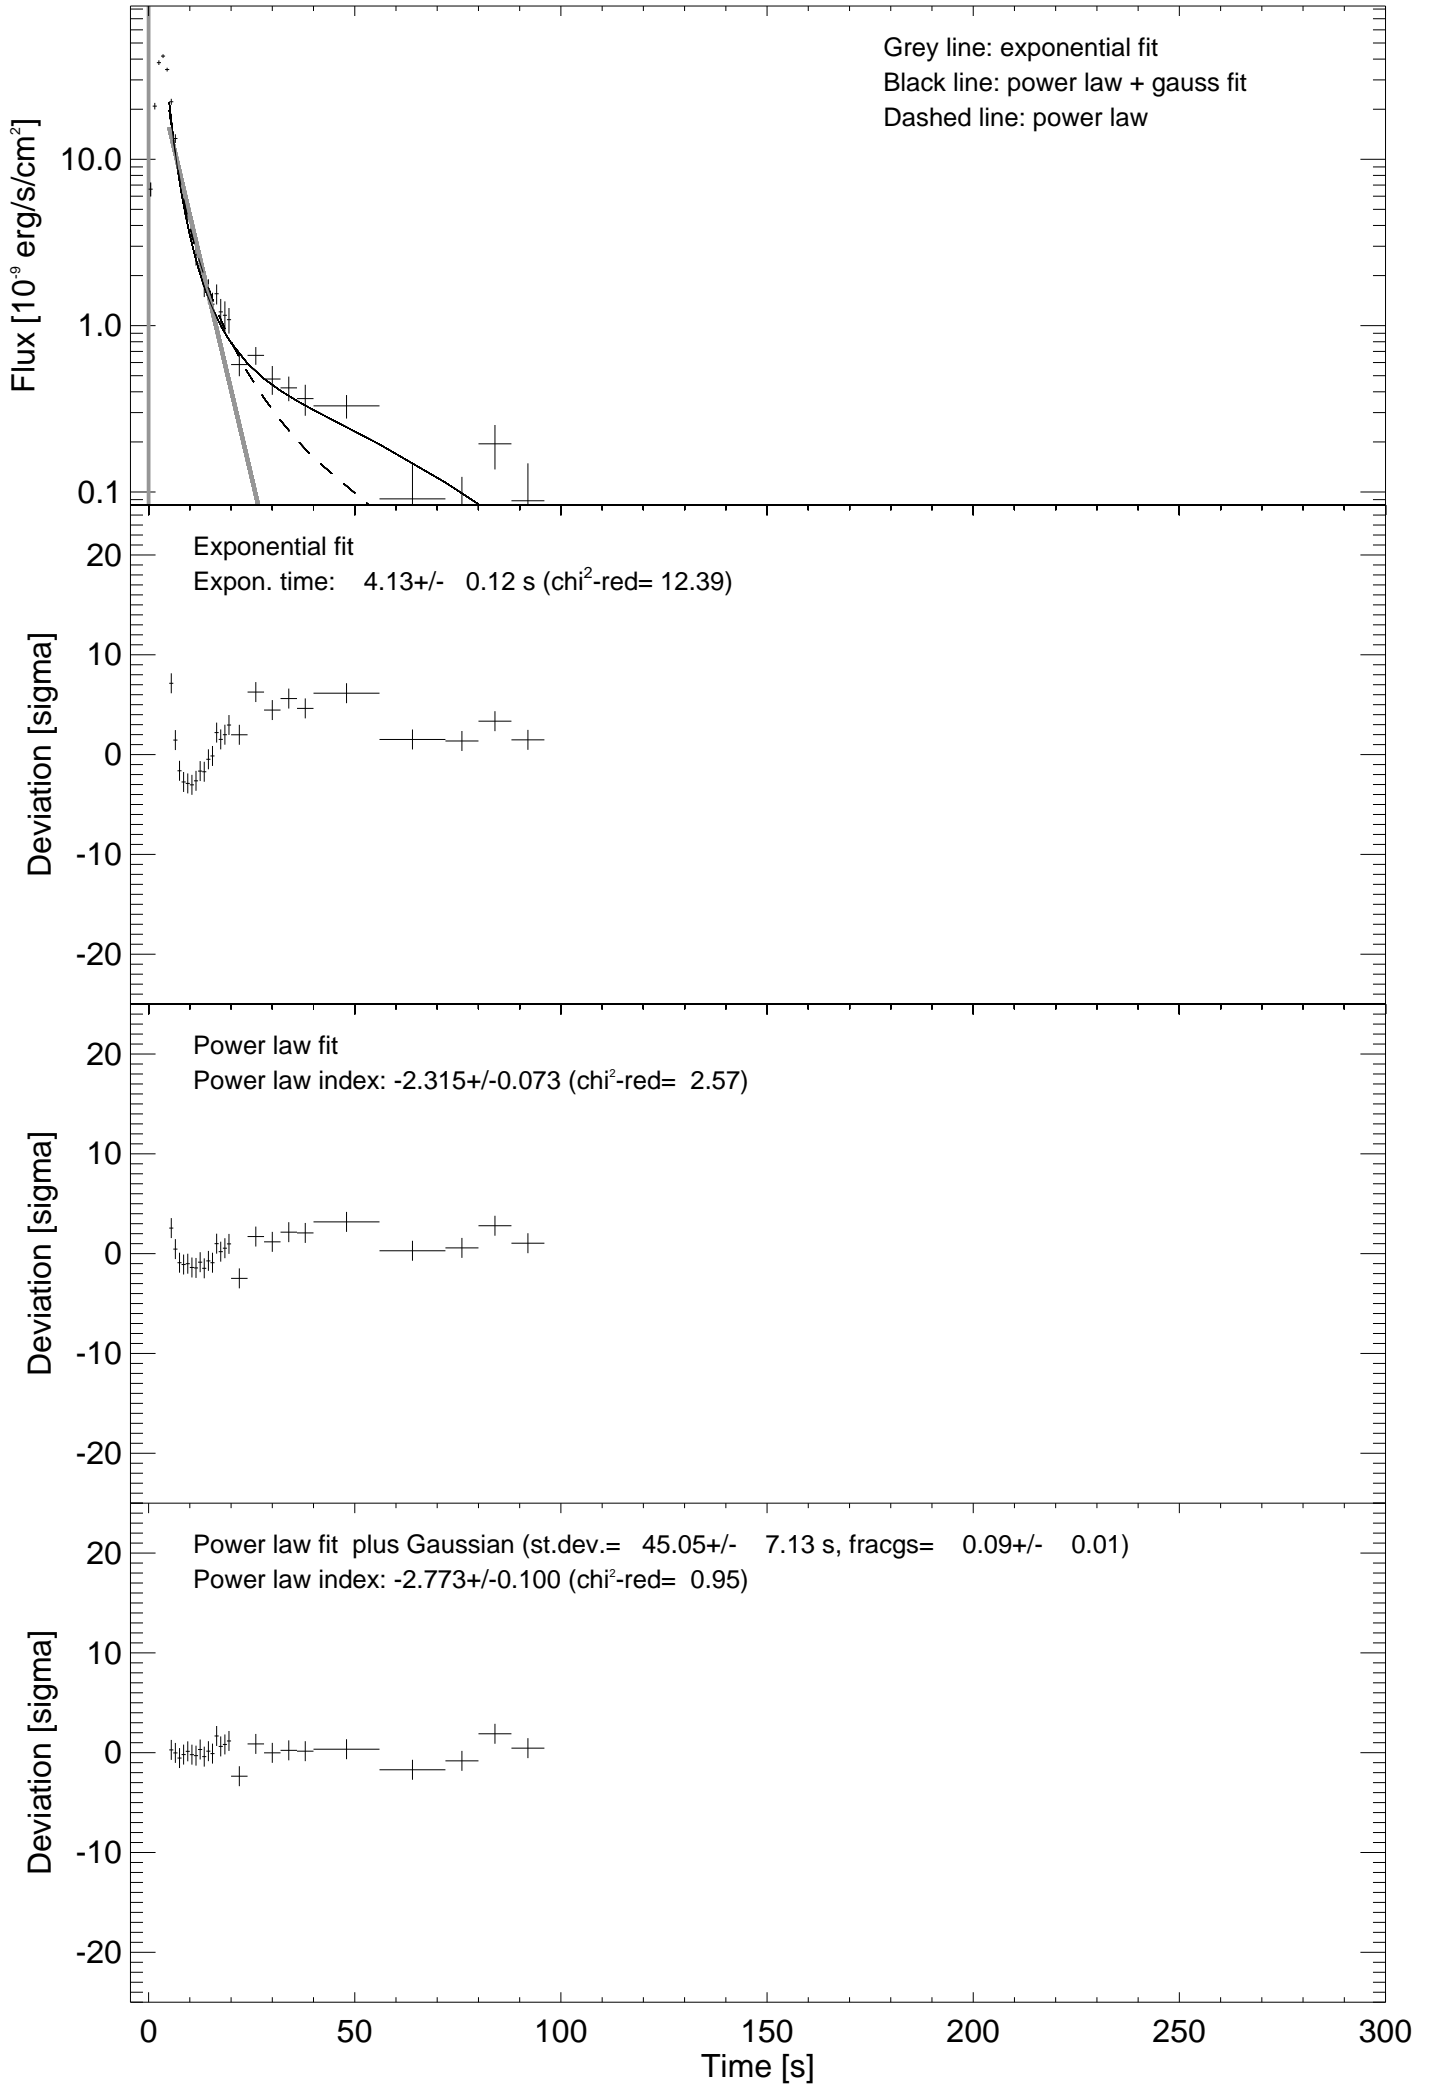 Grey line: exponential fit
Black line: power law + gauss fit
Dashed line: power law
Flux [10⁻⁹ erg/s/cm²]
10.0
1.0
0.1
Exponential fit
Expon. time: 4.13+/- 0.12 s (chi²-red= 12.39)
Deviation [sigma]
20
10
0
-10
-20
Power law fit
Power law index: -2.315+/-0.073 (chi²-red= 2.57)
Deviation [sigma]
20
10
0
-10
-20
Power law fit plus Gaussian (st.dev.= 45.05+/- 7.13 s, fracgs= 0.09+/- 0.01)
Power law index: -2.773+/-0.100 (chi²-red= 0.95)
Deviation [sigma]
20
10
0
-10
-20
0 50 100 150 200 250 300
Time [s]